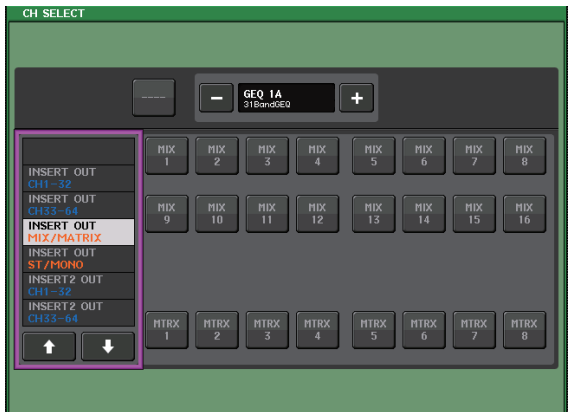 CH SELECT
----
−
GEQ 1A
31BandGEQ
+
INSERT OUT
CH1-32
INSERT OUT
CH33-64
INSERT OUT
MIX/MATRIX
INSERT OUT
ST/MONO
INSERT2 OUT
CH1-32
INSERT2 OUT
CH33-64
MIX 1
MIX 2
MIX 3
MIX 4
MIX 5
MIX 6
MIX 7
MIX 8
MIX 9
MIX 10
MIX 11
MIX 12
MIX 13
MIX 14
MIX 15
MIX 16
MTRX 1
MTRX 2
MTRX 3
MTRX 4
MTRX 5
MTRX 6
MTRX 7
MTRX 8